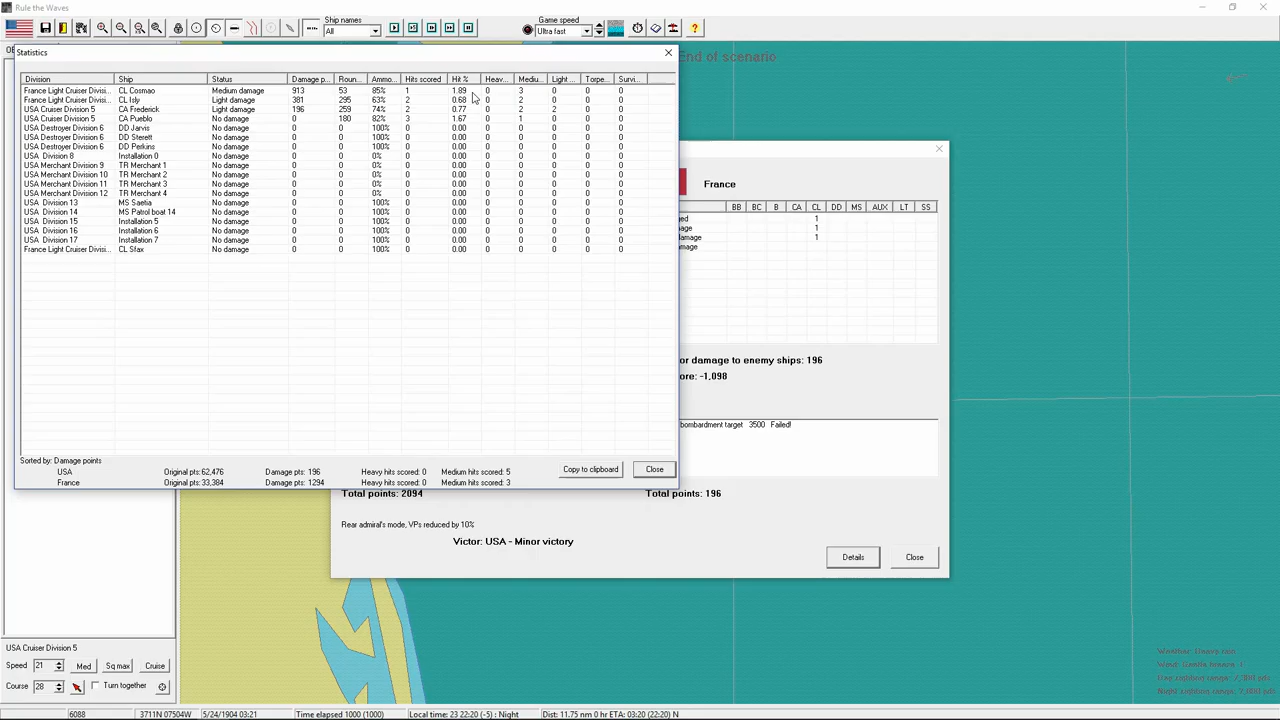 Rule the Waves
Ship names
All
Game speed
Ultra fast
End of scenario
Statistics
Division Ship Status Damage p... Roun... Ammo... Hits scored Hit % Heav... Mediu... Light ... Torpe... Survi...
France Light Cruiser Divisi... CL Cosmao Medium damage 913 53 85% 1 1.89 0 3 0 0 0
France Light Cruiser Divisi... CL Isly Light damage 381 295 63% 2 0.68 0 2 0 0 0
USA Cruiser Division 5 CA Frederick Light damage 196 259 74% 2 0.77 0 2 2 0 0
USA Cruiser Division 5 CA Pueblo No damage 0 180 82% 3 1.67 0 1 0 0 0
USA Destroyer Division 6 DD Jarvis No damage 0 0 100% 0 0.00 0 0 0 0 0
USA Destroyer Division 6 DD Sterett No damage 0 0 100% 0 0.00 0 0 0 0 0
USA Destroyer Division 6 DD Perkins No damage 0 0 100% 0 0.00 0 0 0 0 0
USA Division 8 Installation 0 No damage 0 0 0% 0 0.00 0 0 0 0 0
USA Merchant Division 9 TR Merchant 1 No damage 0 0 0% 0 0.00 0 0 0 0 0
USA Merchant Division 10 TR Merchant 2 No damage 0 0 0% 0 0.00 0 0 0 0 0
USA Merchant Division 11 TR Merchant 3 No damage 0 0 0% 0 0.00 0 0 0 0 0
USA Merchant Division 12 TR Merchant 4 No damage 0 0 0% 0 0.00 0 0 0 0 0
USA Division 13 MS Saetia No damage 0 0 100% 0 0.00 0 0 0 0 0
USA Division 14 MS Patrol boat 14 No damage 0 0 100% 0 0.00 0 0 0 0 0
USA Division 15 Installation 5 No damage 0 0 100% 0 0.00 0 0 0 0 0
USA Division 16 Installation 6 No damage 0 0 100% 0 0.00 0 0 0 0 0
USA Division 17 Installation 7 No damage 0 0 100% 0 0.00 0 0 0 0 0
France Light Cruiser Divisi... CL Sfax No damage 0 0 100% 0 0.00 0 0 0 0 0
Sorted by: Damage points
USA Original pts: 62,476 Damage pts: 196 Heavy hits scored: 0 Medium hits scored: 5
France Original pts: 33,384 Damage pts: 1294 Heavy hits scored: 0 Medium hits scored: 3
Copy to clipboard Close
France
BB BC B CA CL DD MS AUX LT SS
1
1
1
or damage to enemy ships: 196
ore: -1,098
bombardment target 3500 Failed!
Total points: 2094 Total points: 196
Rear admiral's mode, VPs reduced by 10%
Victor: USA - Minor victory
Details Close
USA Cruiser Division 5
Speed 21 Med Sq max Cruise
Course 28 Turn together
Weather: Heavy rain
Wind: Gentle breeze
6088 3711N 07504W 5/24/1904 03:21 Time elapsed 1000 (1000) Local time: 23 22:20 (-5) : Night Dist: 11.75 nm 0 hr ETA: 03:20 (22:20) N